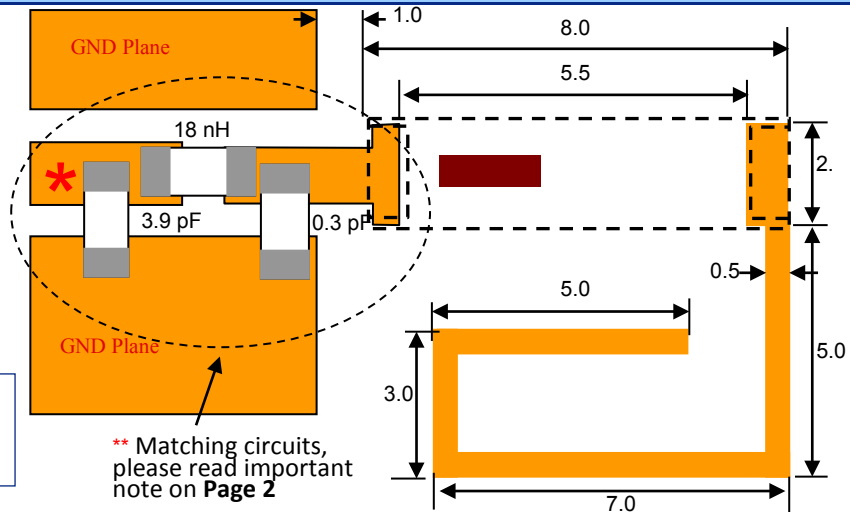 1.0
8.0
GND Plane
5.5
18 nH
*
2.
3.9 pF
0.3 pF
0.5
5.0
5.0
GND Plane
3.0
** Matching circuits,
please read important
note on Page 2
7.0